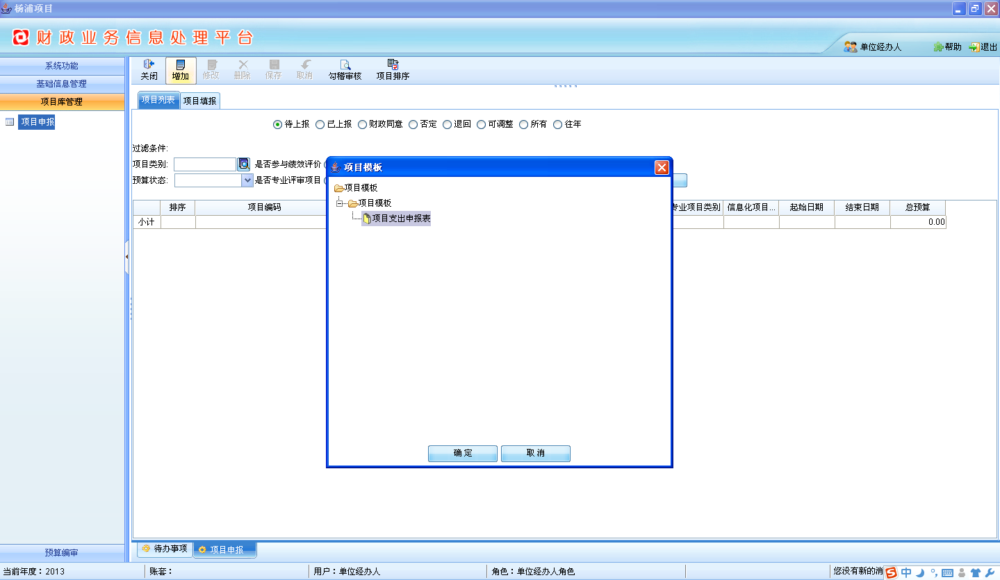 杨浦项目
财政业务信息处理平台
单位经办人 帮助 退出
系统功能
基础信息管理
项目库管理
项目申报
关闭 增加 修改 删除 保存 取消 勾稽审核 项目排序
项目列表 项目填报
待上报 已上报 财政同意 否定 退回 可调整 所有 往年
过滤条件:
项目类别: 是否参与绩效评价
预算状态: 是否专业评审项目
排序 项目编码 专业项目类别 信息化项目... 起始日期 结束日期 总预算
小计 0.00
项目模板
项目模板
项目模板
项目支出申报表
确定 取消
预算编审
待办事项 项目申报
当前年度：2013 账套： 用户：单位经办人 角色：单位经办人角色 您没有新的消
中